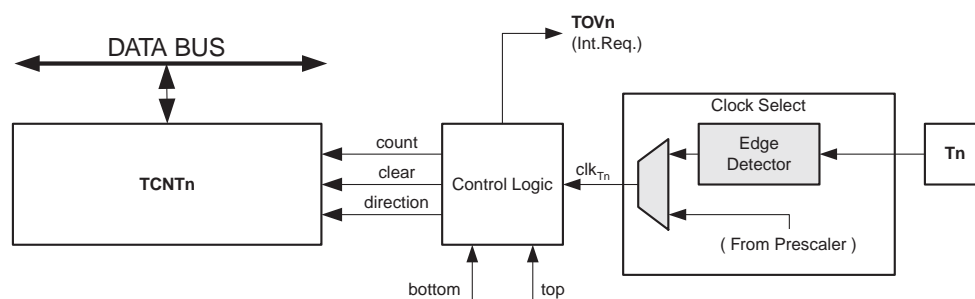 TOVn
(Int.Req.)
DATA BUS
Clock Select
TCNTn
count
clear
direction
Control Logic
clkTn
Edge
Detector
Tn
( From Prescaler )
bottom
top